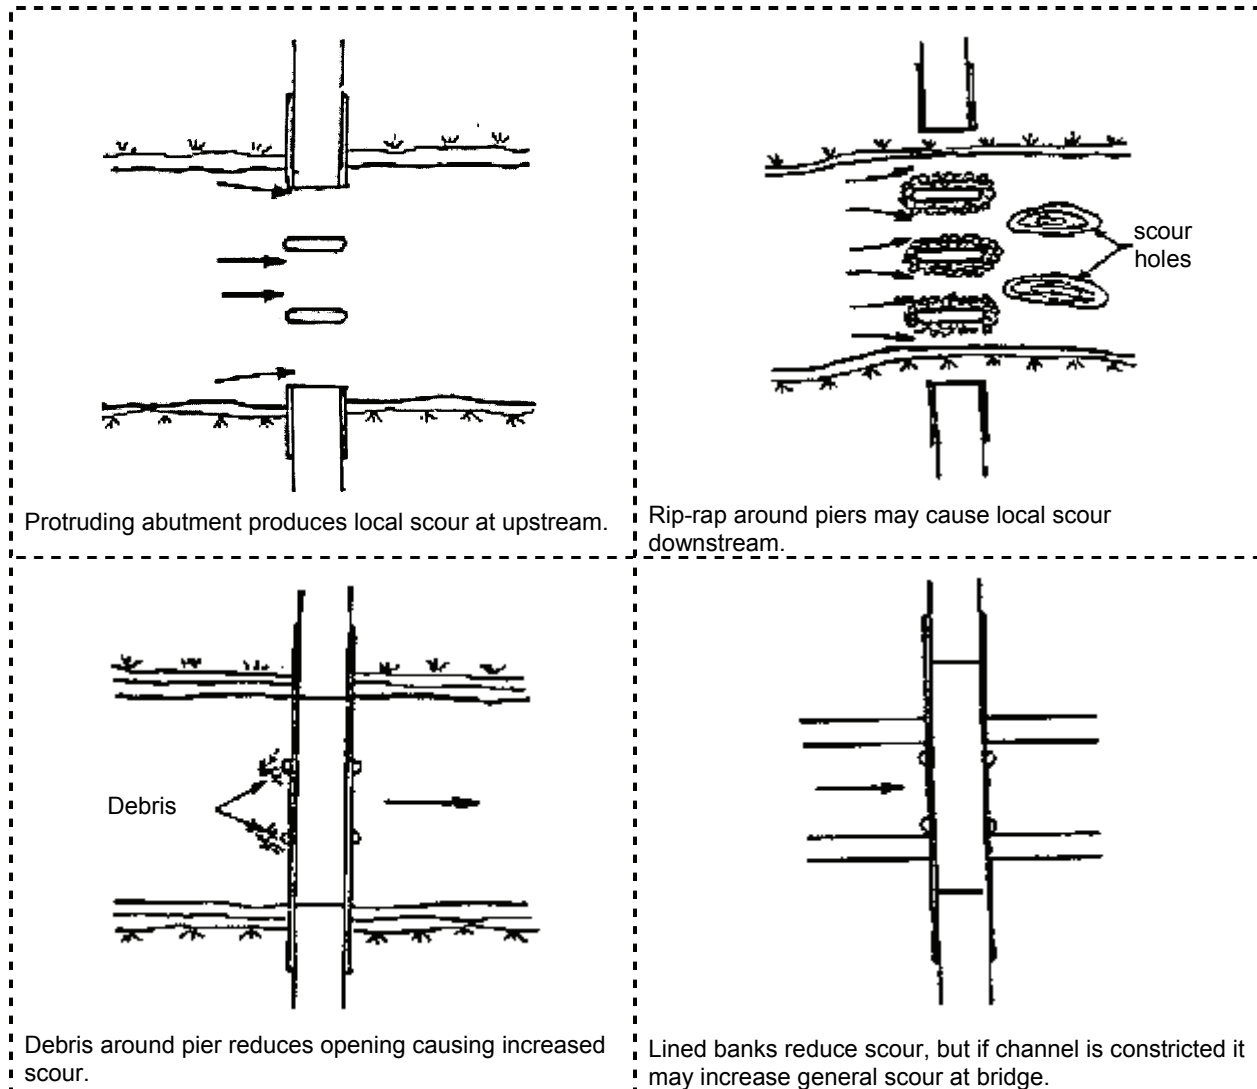 Protruding abutment produces local scour at upstream.
scour
holes
Rip-rap around piers may cause local scour
downstream.
Debris
Debris around pier reduces opening causing increased
scour.
Lined banks reduce scour, but if channel is constricted it
may increase general scour at bridge.